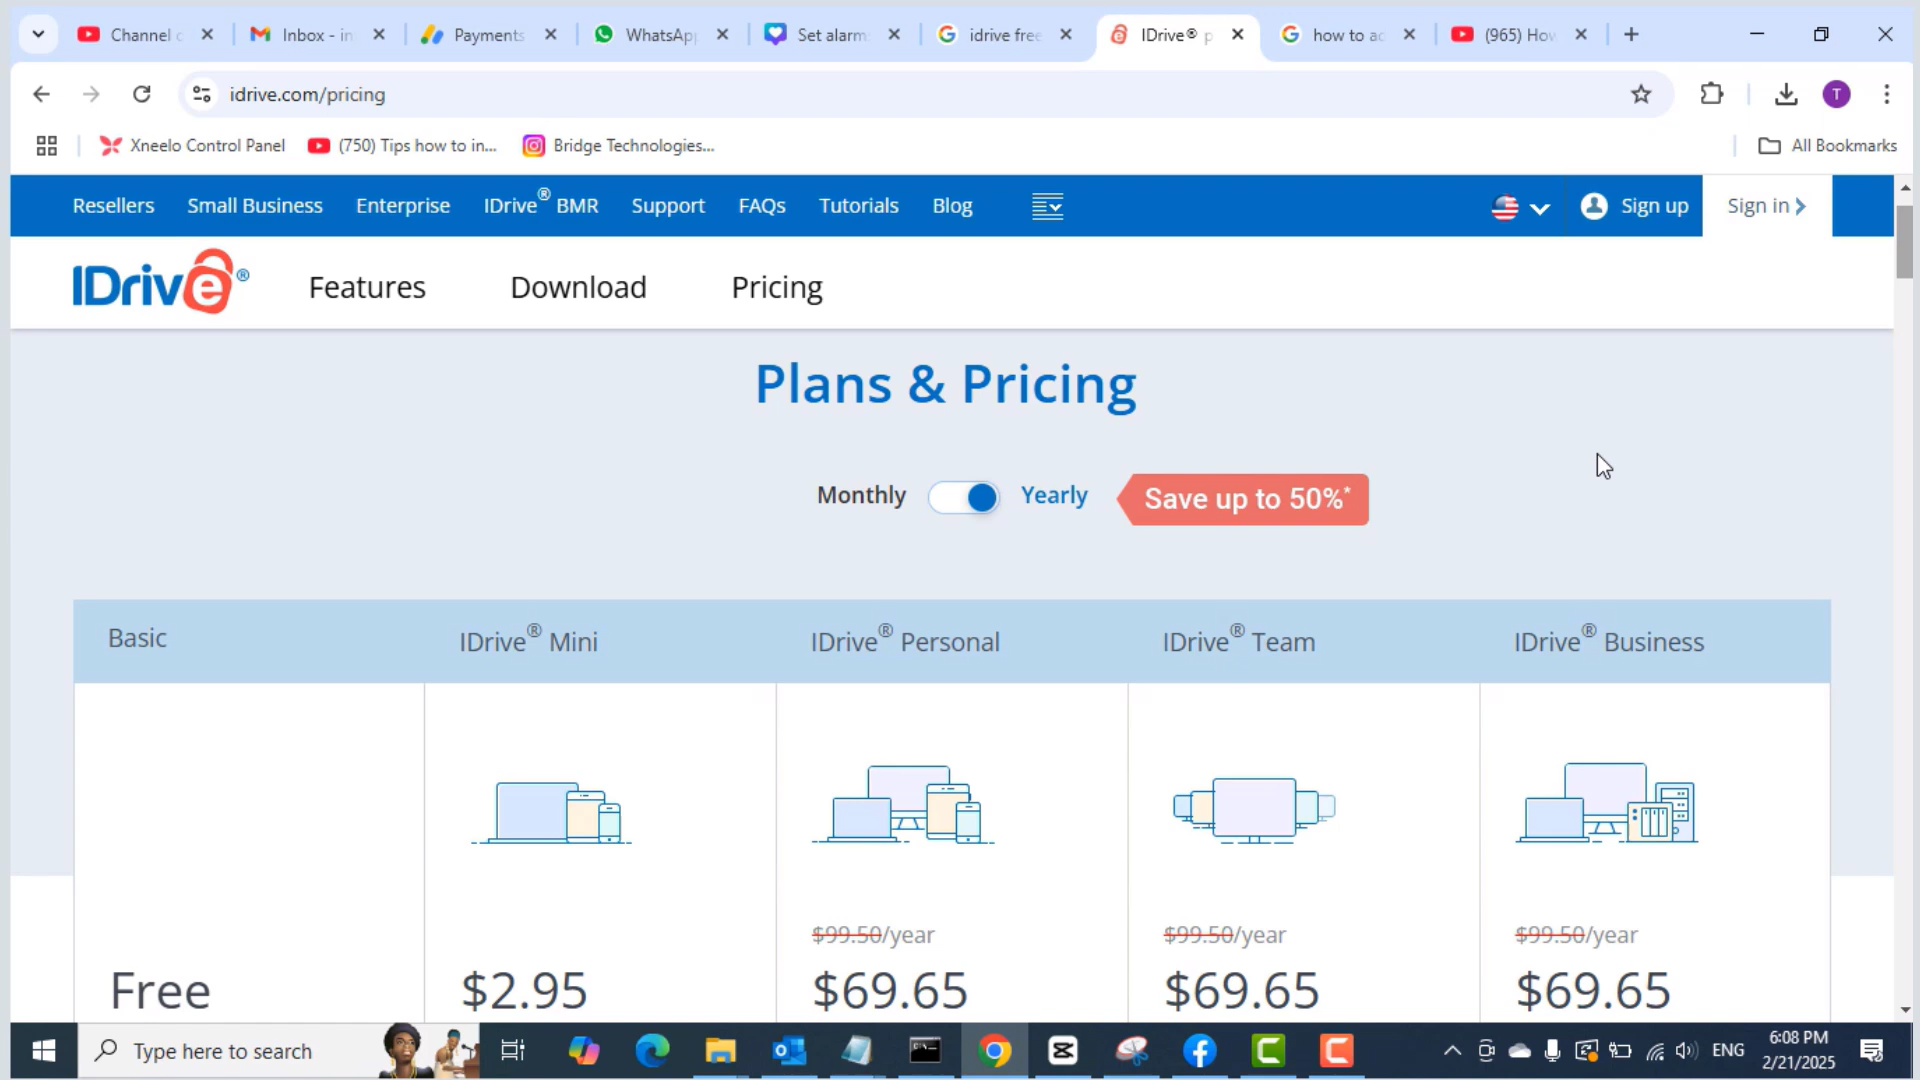 Channel c
Inbox - in
Payments
WhatsApp
Set alarm
idrive free
IDrive® p
how to ac
(965) How
idrive.com/pricing
T
Xneelo Control Panel
(750) Tips how to in...
Bridge Technologies...
All Bookmarks
Resellers
Small Business
Enterprise
IDrive® BMR
Support
FAQs
Tutorials
Blog
Sign up
Sign in
IDrive®
Features
Download
Pricing
Plans & Pricing
Monthly
Yearly
Save up to 50%*
Basic
IDrive® Mini
IDrive® Personal
IDrive® Team
IDrive® Business
$99.50/year
$99.50/year
$99.50/year
Free
$2.95
$69.65
$69.65
$69.65
Type here to search
ENG
6:08 PM
2/21/2025